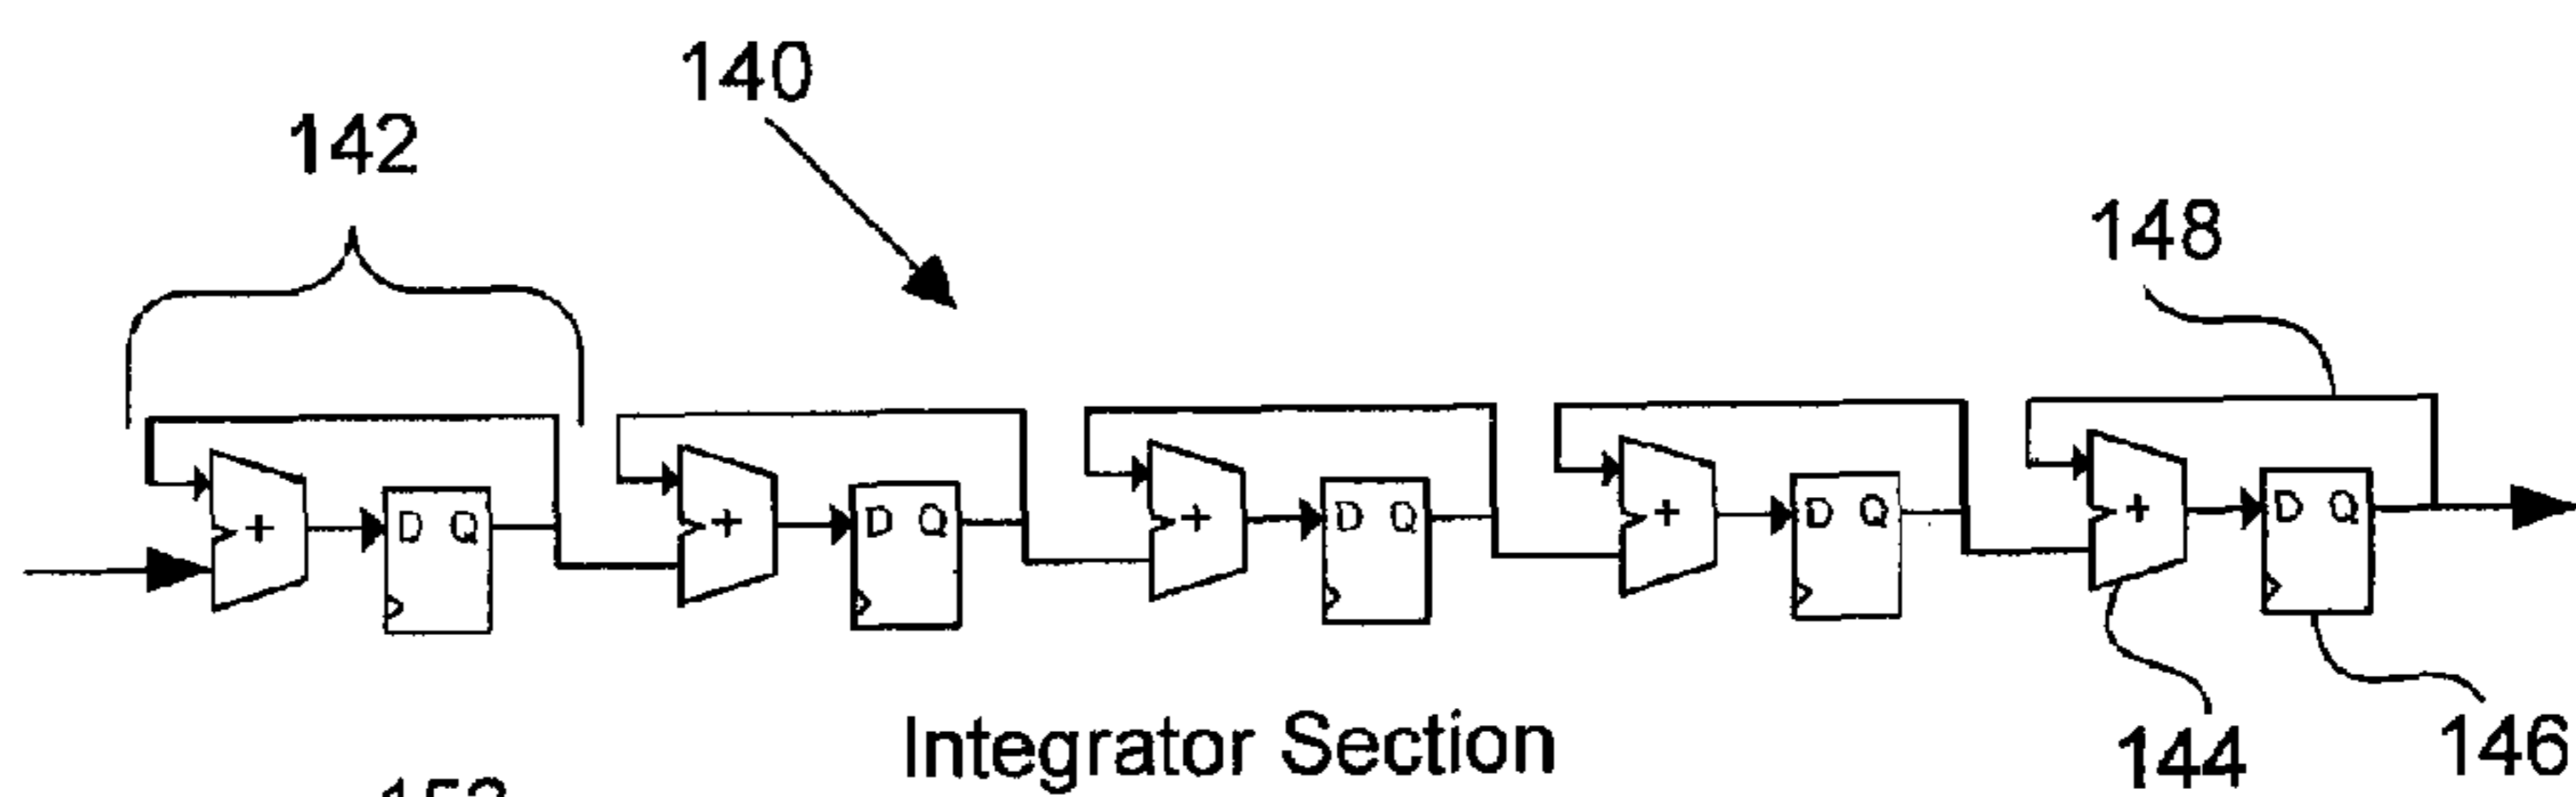 140
142
148
+ D Q + D Q + D Q + D Q + D Q
Integrator Section
144
146